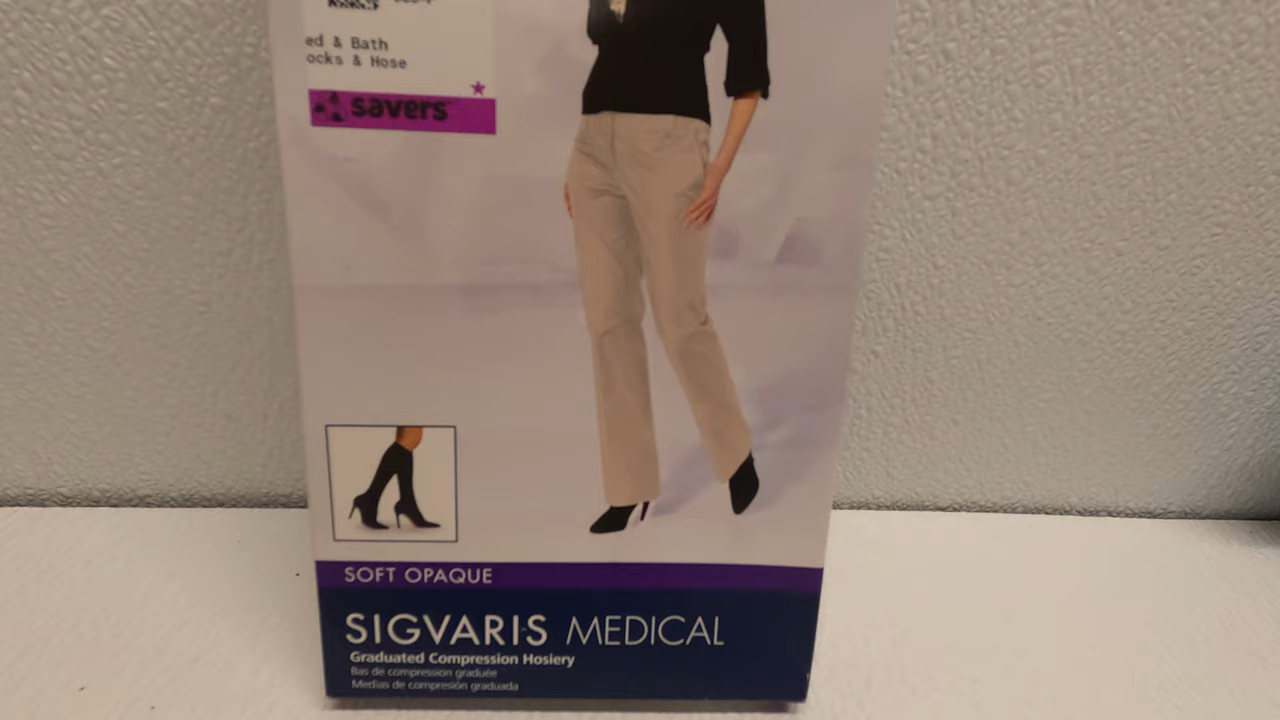 ed & Bath
ocks & Hose
savers
SOFT OPAQUE
SIGVARIS MEDICAL
Graduated Compression Hosiery
Bas de compression graduée
Medias de compresión graduada